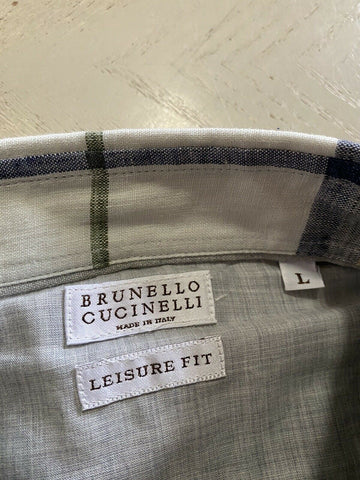 BRUNELLO
CUCINELLI
MADE IN ITALY
L
LEISURE FIT